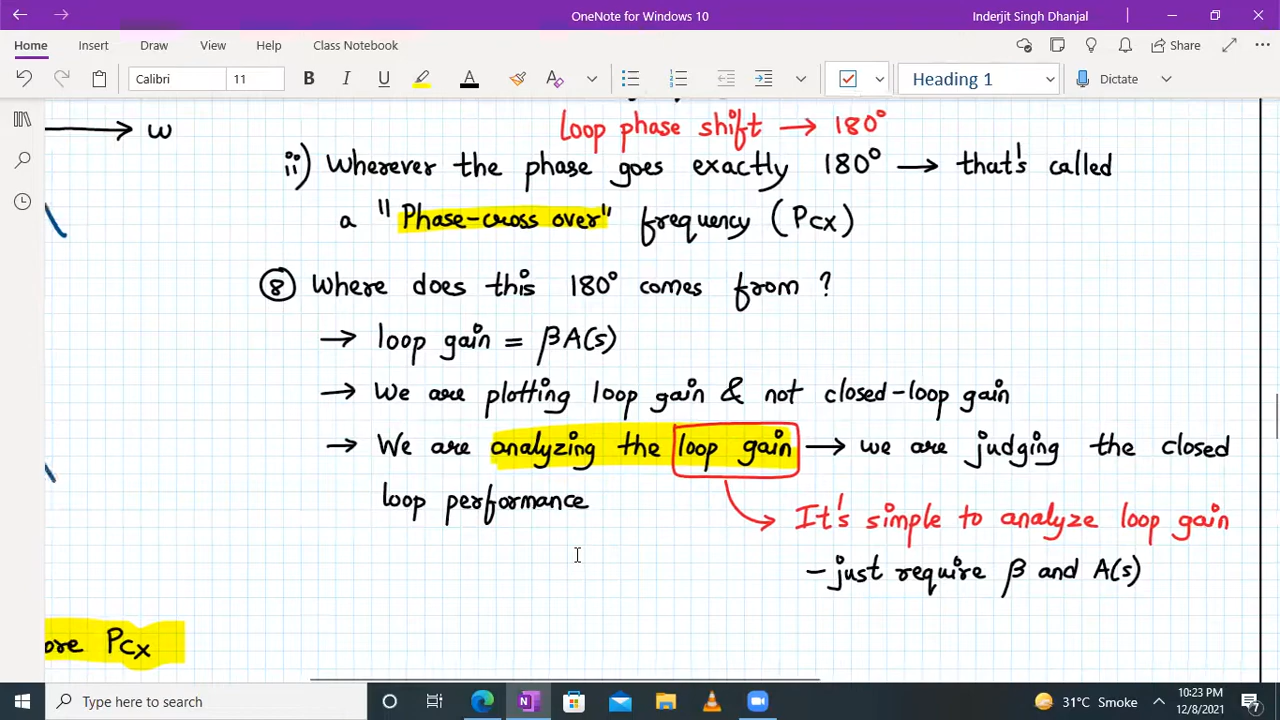 OneNote for Windows 10
Inderjit Singh Dhanjal
Home Insert Draw View Help Class Notebook
Share
Calibri 11 B I U A Heading 1 Dictate
ω
loop phase shift → 180°
ii) Wherever the phase goes exactly 180° → that's called
a "Phase-cross over" frequency (PCX)
⑧ Where does this 180° comes from ?
→ loop gain = βA(s)
→ We are plotting loop gain & not closed-loop gain
→ We are analyzing the loop gain → we are judging the closed
loop performance
It's simple to analyze loop gain
- just require β and A(s)
ore PCX
Type here to search
31°C Smoke
10:23 PM
12/8/2021
7